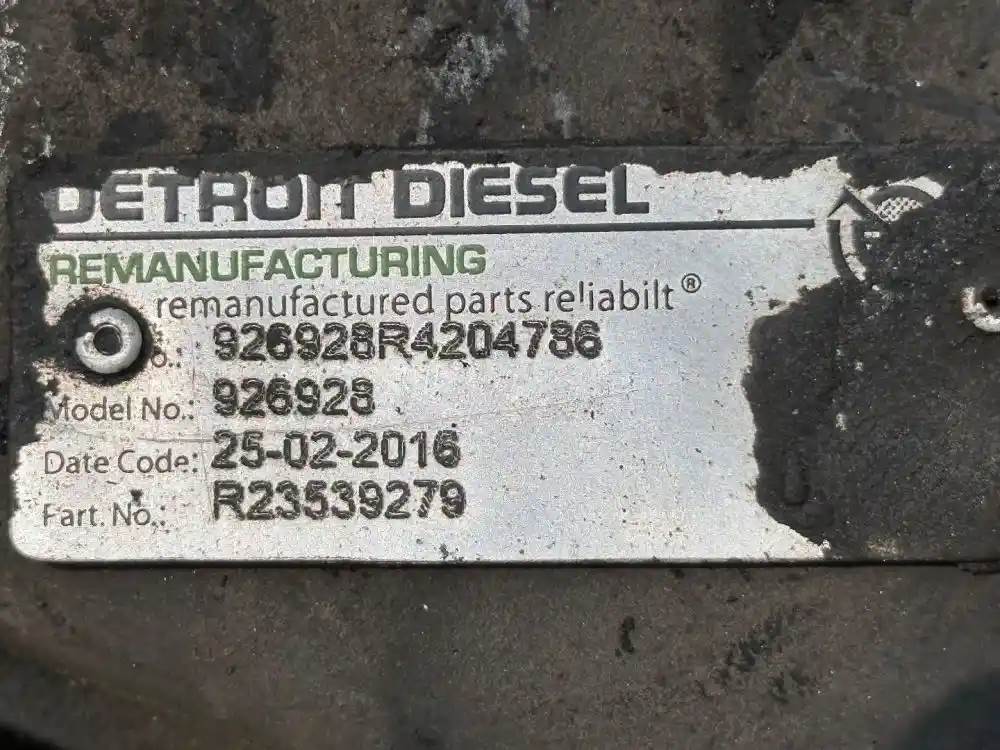 DETROIT DIESEL
REMANUFACTURING
remanufactured parts reliabilt®
o.: 926928R4204786
Model No.: 926928
Date Code: 25-02-2016
Part. No.: R23539279